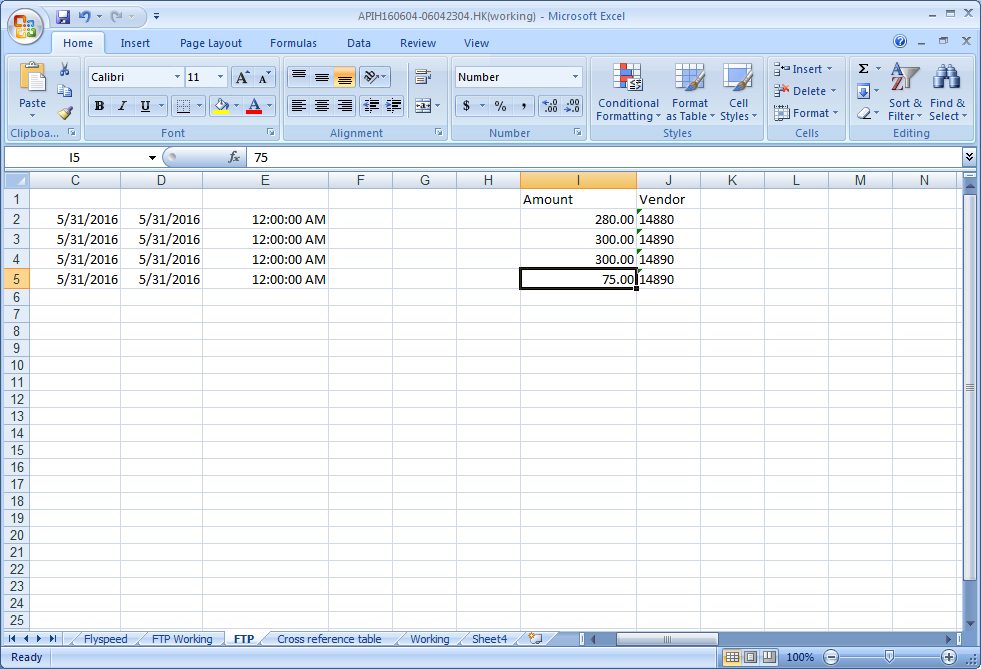 APIH160604-06042304.HK(working) - Microsoft Excel
Home Insert Page Layout Formulas Data Review View
Paste
Clipboa...
Calibri 11
B I U A
Font
Alignment
Number
$ % , .00 .0
Number
Conditional Formatting
Format as Table
Cell Styles
Styles
Insert
Delete
Format
Cells
Σ
Sort & Filter
Find & Select
Editing
I5 fx 75
C D E F G H I J K L M N
1 Amount Vendor
2 5/31/2016 5/31/2016 12:00:00 AM 280.00 14880
3 5/31/2016 5/31/2016 12:00:00 AM 300.00 14890
4 5/31/2016 5/31/2016 12:00:00 AM 300.00 14890
5 5/31/2016 5/31/2016 12:00:00 AM 75.00 14890
6
7
8
9
10
11
12
13
14
15
16
17
18
19
20
21
22
23
24
25
Flyspeed FTP Working FTP Cross reference table Working Sheet4
Ready 100%